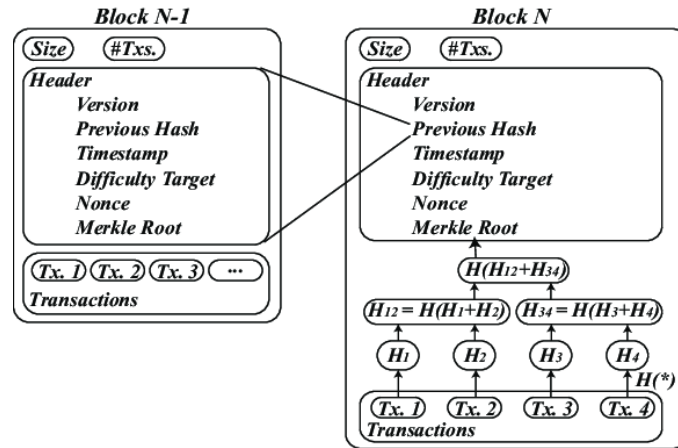 Block N-1
Size #Txs.
Header
Version
Previous Hash
Timestamp
Difficulty Target
Nonce
Merkle Root
Tx. 1 Tx. 2 Tx. 3 ...
Transactions
Block N
Size #Txs.
Header
Version
Previous Hash
Timestamp
Difficulty Target
Nonce
Merkle Root
H(H12+H34)
H12 = H(H1+H2) H34 = H(H3+H4)
H1 H2 H3 H4
H(*)
Tx. 1 Tx. 2 Tx. 3 Tx. 4
Transactions